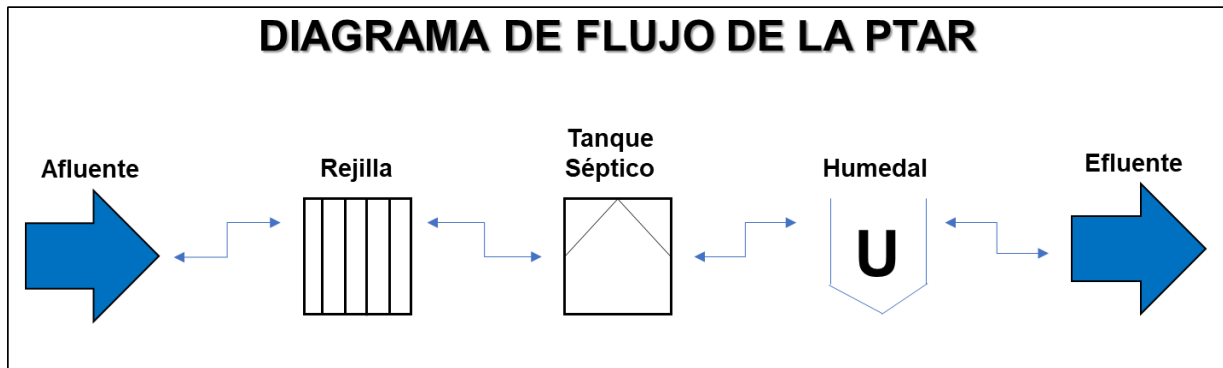 DIAGRAMA DE FLUJO DE LA PTAR
Afluente
Rejilla
Tanque
Séptico
Humedal
Efluente
U